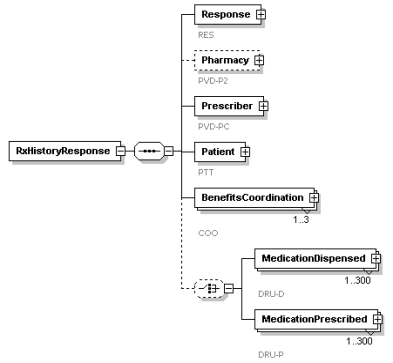 Response
RES
Pharmacy
PVD-P2
Prescriber
PVD-PC
RxHistoryResponse
Patient
PTT
BenefitsCoordination
1..3
COO
MedicationDispensed
1..300
DRU-D
MedicationPrescribed
1..300
DRU-P